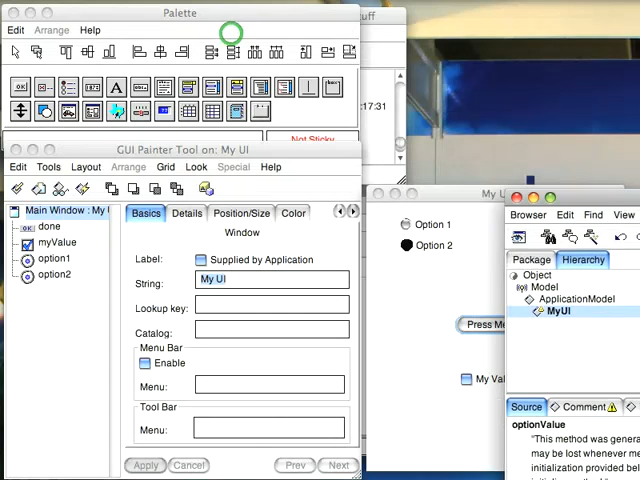 Palette
uff
Edit Arrange Help
17:31
Not Sticky
GUI Painter Tool on: My UI
Edit Tools Layout Arrange Grid Look Special Help
Main Window : My
done
myValue
option1
option2
Basics Details Position/Size Color
Window
Label: Supplied by Application
String: My UI
Lookup key:
Catalog:
Menu Bar
Enable
Menu:
Tool Bar
Menu:
Apply Cancel Prev Next
My U
Option 1
Option 2
Press Me
My Val
Browser Edit Find View
Package Hierarchy
Object
Model
ApplicationModel
MyUI
Source Comment
optionValue
"This method was genera
may be lost whenever me
initialization provided bel